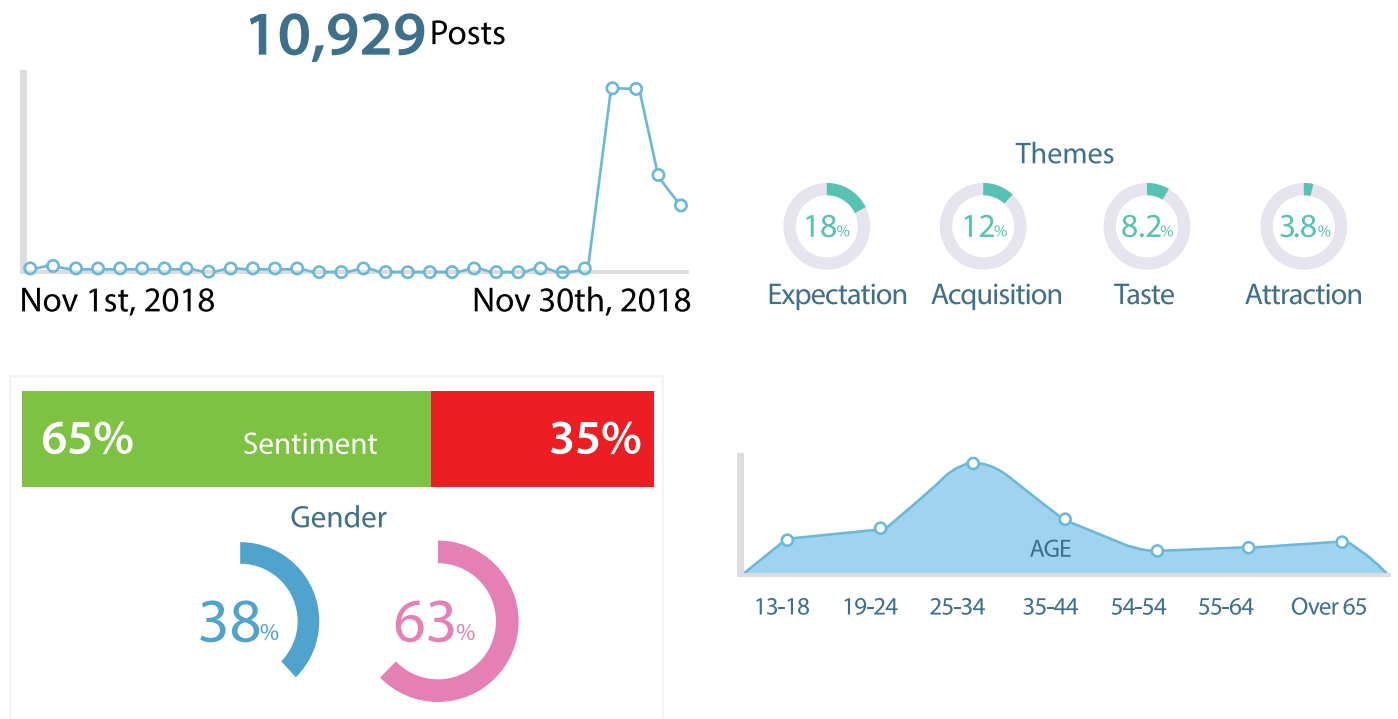 10,929 Posts
Nov 1st, 2018
Nov 30th, 2018
Themes
18%
12%
8.2%
3.8%
Expectation
Acquisition
Taste
Attraction
65%
Sentiment
35%
Gender
38%
63%
AGE
13-18
19-24
25-34
35-44
54-54
55-64
Over 65